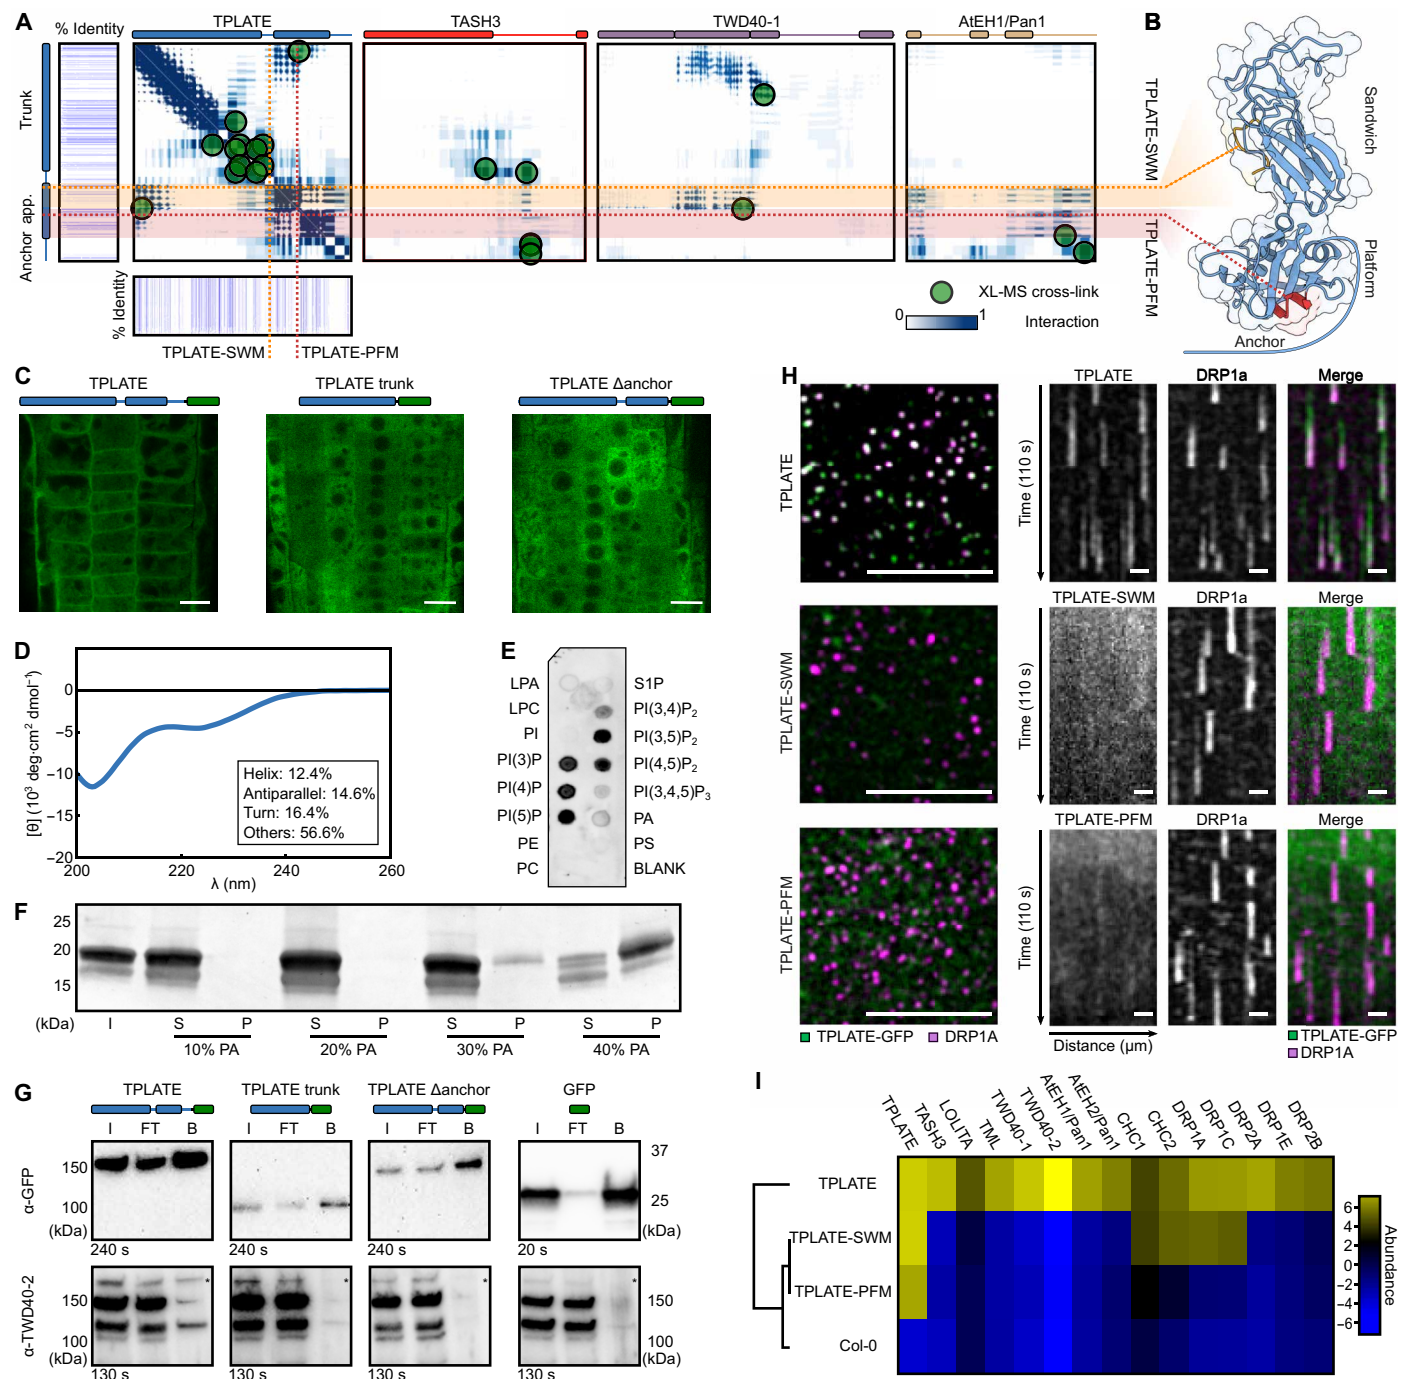 A
% Identity
TPLATE
TASH3
TWD40-1
AtEH1/Pan1
Trunk
Anchor app.
% Identity
TPLATE-SWM
TPLATE-PFM
XL-MS cross-link
0
1
Interaction
B
TPLATE-SWM
TPLATE-PFM
Sandwich
Platform
Anchor
C
TPLATE
TPLATE trunk
TPLATE Δanchor
D
[θ] (10³ deg·cm² dmol⁻¹)
0
−5
−10
−15
−20
200
220
240
260
λ (nm)
Helix: 12.4%
Antiparallel: 14.6%
Turn: 16.4%
Others: 56.6%
E
LPA
LPC
PI
PI(3)P
PI(4)P
PI(5)P
PE
PC
S1P
PI(3,4)P₂
PI(3,5)P₂
PI(4,5)P₂
PI(3,4,5)P₃
PA
PS
BLANK
F
25
20
15
(kDa)
I S P S P S P S P
10% PA 20% PA 30% PA 40% PA
G
TPLATE
TPLATE trunk
TPLATE Δanchor
GFP
I FT B I FT B I FT B I FT B
α-GFP
150
100
(kDa)
37
25
(kDa)
240 s 240 s 240 s 20 s
α-TWD40-2
150
100
(kDa)
* * * *
150
100
(kDa)
130 s 130 s 130 s 130 s
H
TPLATE
TPLATE DRP1a Merge
Time (110 s)
TPLATE-SWM
TPLATE-SWM DRP1a Merge
Time (110 s)
TPLATE-PFM
TPLATE-PFM DRP1a Merge
Time (110 s)
TPLATE-GFP DRP1A
Distance (μm)
TPLATE-GFP
DRP1A
I
TPLATE
TASH3
LOLITA
TML
TWD40-1
TWD40-2
AtEH1/Pan1
AtEH2/Pan1
CHC1
CHC2
DRP1A
DRP1C
DRP2A
DRP1E
DRP2B
TPLATE
TPLATE-SWM
TPLATE-PFM
Col-0
6
4
2
0
−2
−4
−6
Abundance